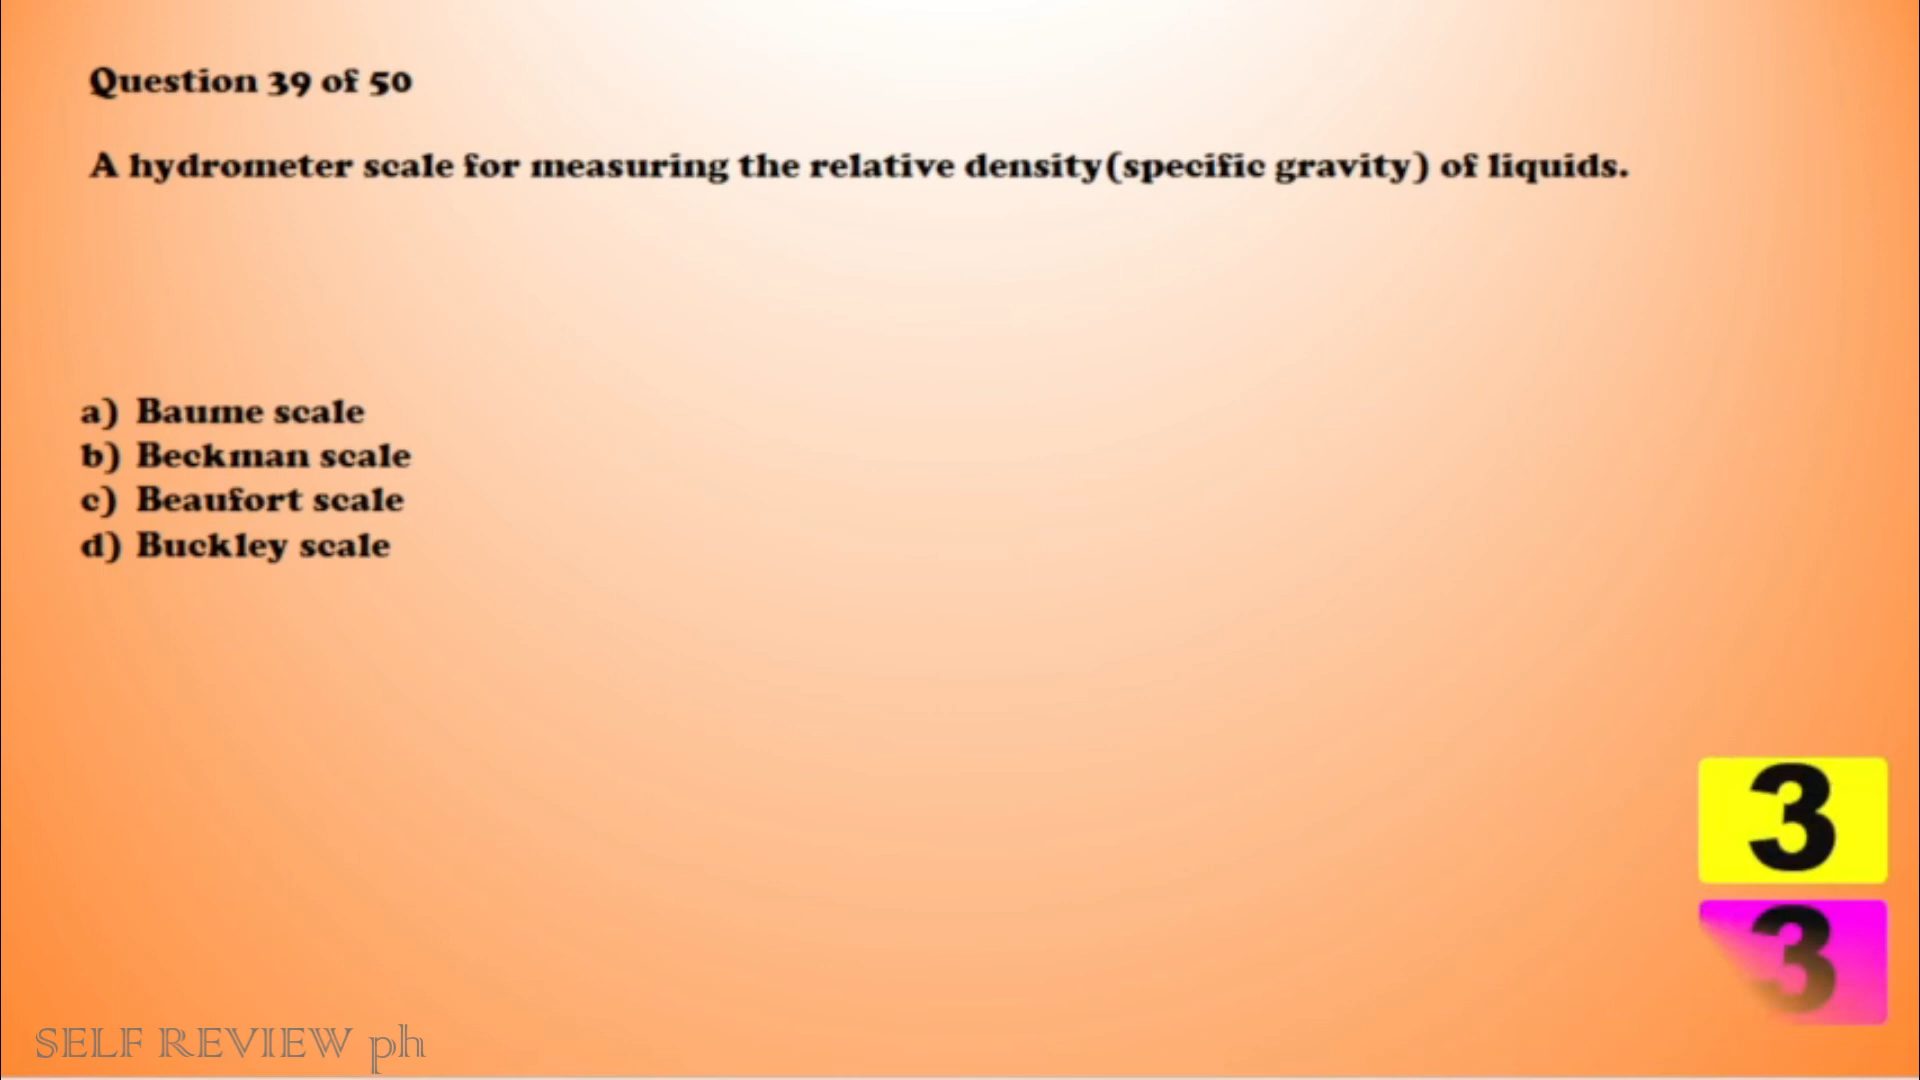 Question 39 of 50
A hydrometer scale for measuring the relative density(specific gravity) of liquids.
a) Baume scale
b) Beckman scale
c) Beaufort scale
d) Buckley scale
3
3
SELF REVIEW ph